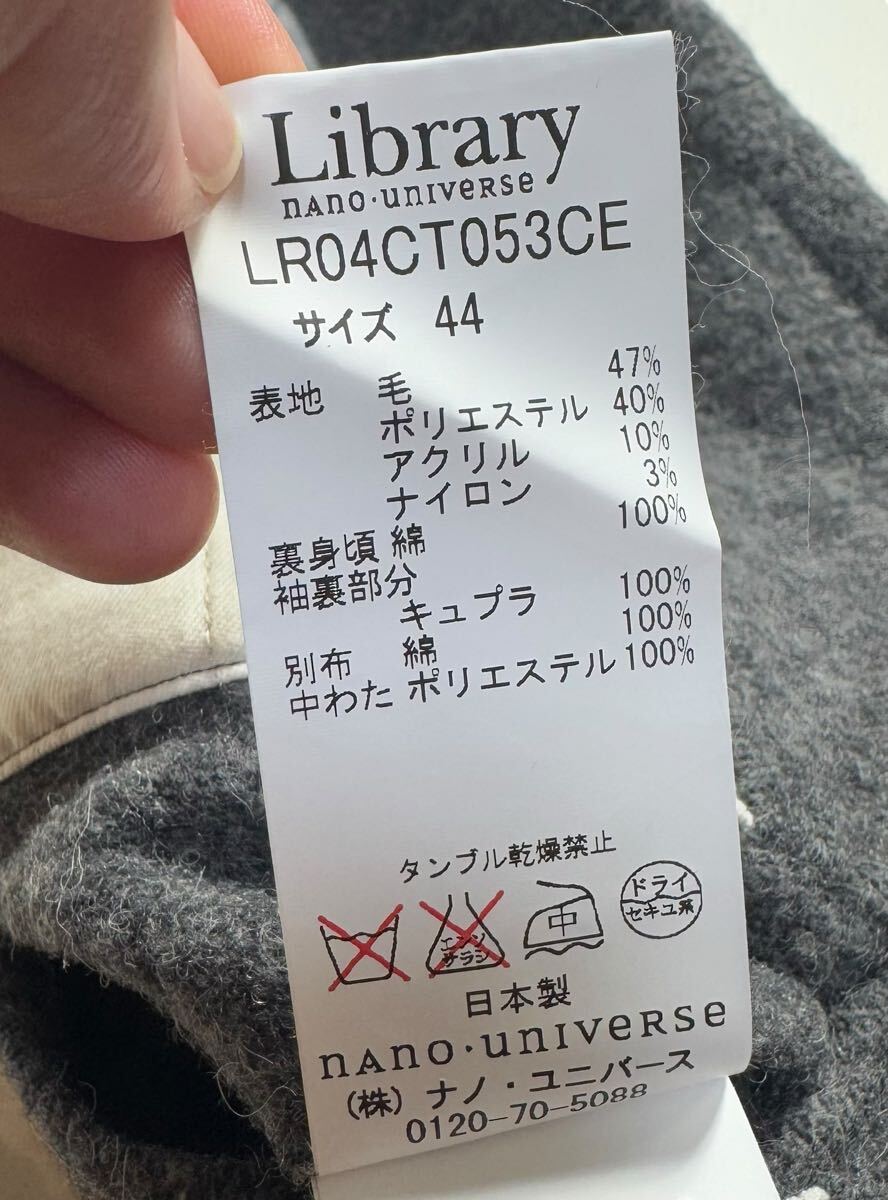 Library
nano·universe
LR04CT053CE
サイズ 44
表地 毛 47%
ポリエステル 40%
アクリル 10%
ナイロン 3%
裏身頃 綿 100%
袖裏部分
キュプラ 100%
別布 綿 100%
中わた ポリエステル 100%
タンブル乾燥禁止
エンソ
サラシ
中
ドライ
セキユ系
日本製
nano·universe
(株) ナノ・ユニバース
0120-70-5088